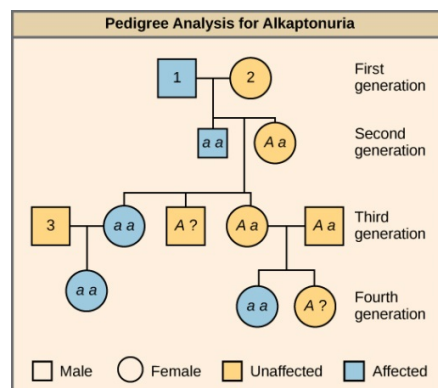 Pedigree Analysis for Alkaptonuria
1 2 First
generation
a a A a Second
generation
3 a a A ? A a A a Third
generation
a a a a A ? Fourth
generation
Male Female Unaffected Affected